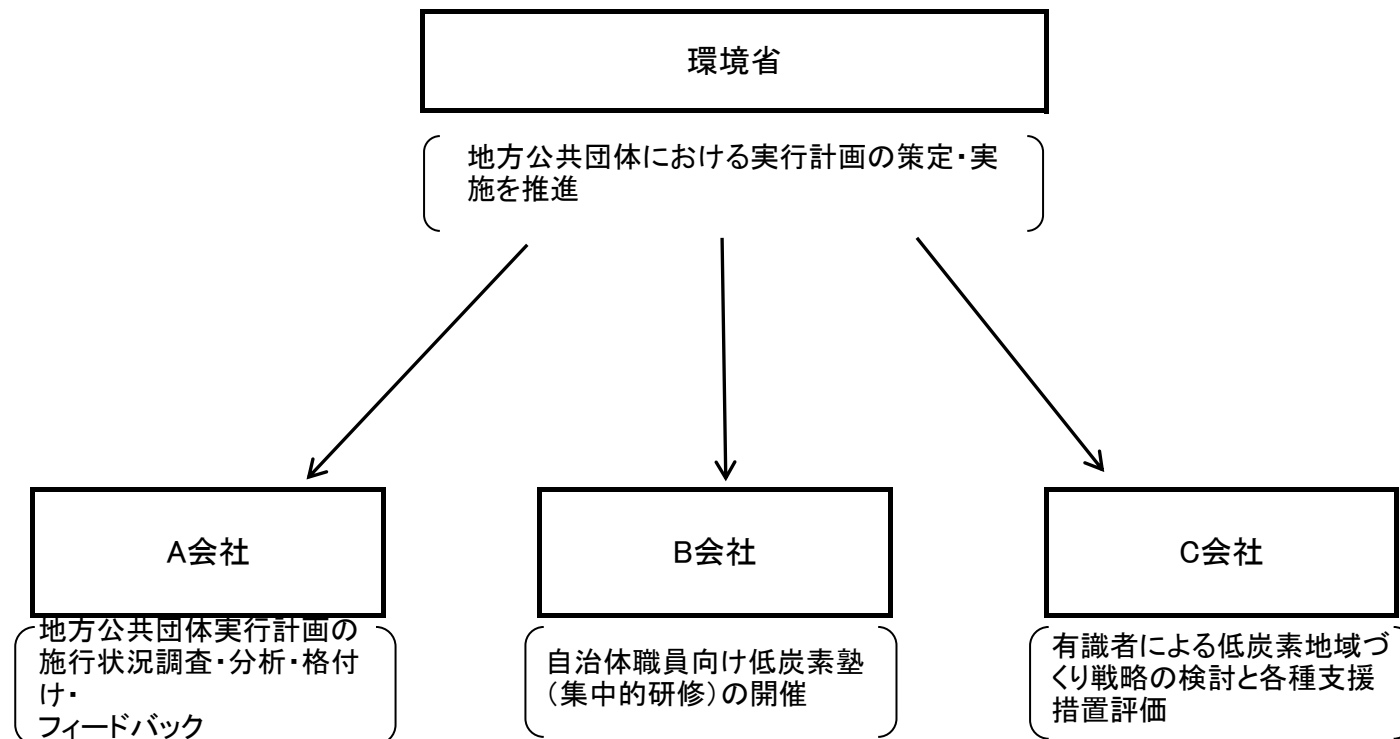 環境省
地方公共団体における実行計画の策定・実
施を推進
A会社
地方公共団体実行計画の
施行状況調査・分析・格付
け・
フィードバック
B会社
自治体職員向け低炭素塾
（集中的研修）の開催
C会社
有識者による低炭素地域づ
くり戦略の検討と各種支援
措置評価